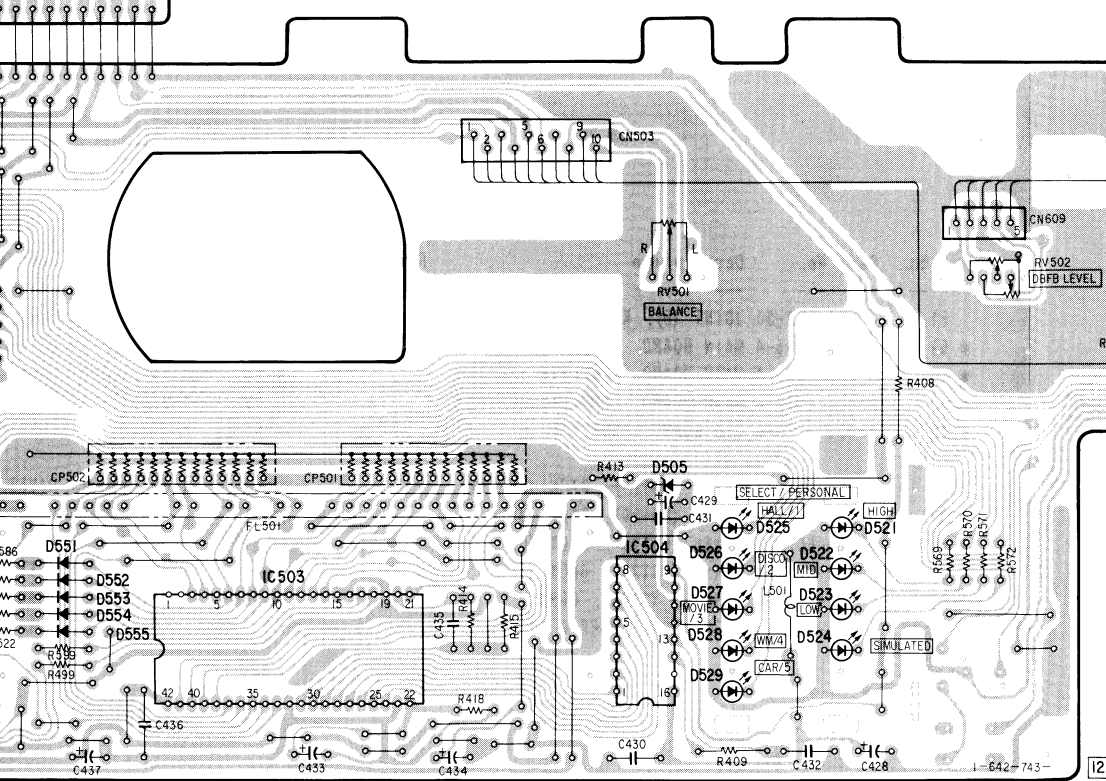 1 5 9
2 6 10
CN503
CN609
1 5
R L
RV501
BALANCE
RV502
DBFB LEVEL
R
R408
CP502
CP501
R413
D505
C429
C431
SELECT / PERSONAL
HALL/1
HIGH
D525
D521
FL501
IC504
8 9
5 13
1 16
D526
DISCO
/2
D522
MID
L501
D527
MOVIE
/3
D523
LOW
D528
WM/4
D524
SIMULATED
CAR/5
D529
R569
R570
R571
R572
586
D551
D552
D553
D554
D555
522
R399
R499
IC503
1 5 10 15 19 21
42 40 35 30 25 22
C435
R414
R415
R418
C436
C437
C433
C434
C430
R409
C432
C428
1-642-743-
12